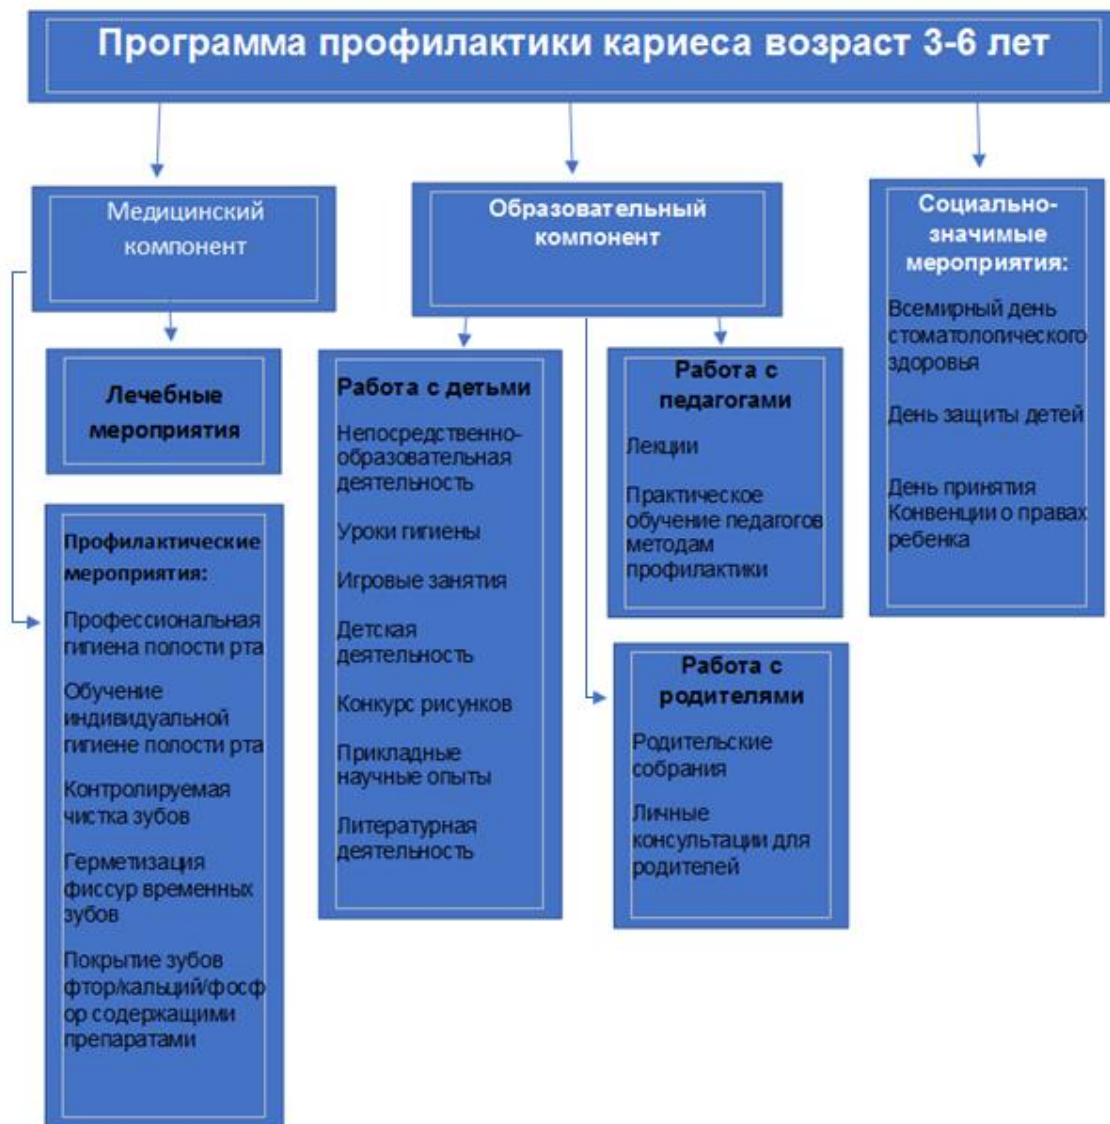 Программа профилактики кариеса возраст 3-6 лет
Медицинский
компонент
Лечебные
мероприятия
Профилактические
мероприятия:
Профессиональная
гигиена полости рта
Обучение
индивидуальной
гигиене полости рта
Контролируемая
чистка зубов
Герметизация
фиссур временных
зубов
Покрытие зубов
фтор/кальций/фосф
ор содержащими
препаратами
Образовательный
компонент
Работа с детьми
Непосредственно-
образовательная
деятельность
Уроки гигиены
Игровые занятия
Детская
деятельность
Конкурс рисунков
Прикладные
научные опыты
Литературная
деятельность
Работа с
педагогами
Лекции
Практическое
обучение педагогов
методам
профилактики
Работа с
родителями
Родительские
собрания
Личные
консультации для
родителей
Социально-
значимые
мероприятия:
Всемирный день
стоматологического
здоровья
День защиты детей
День принятия
Конвенции о правах
ребенка